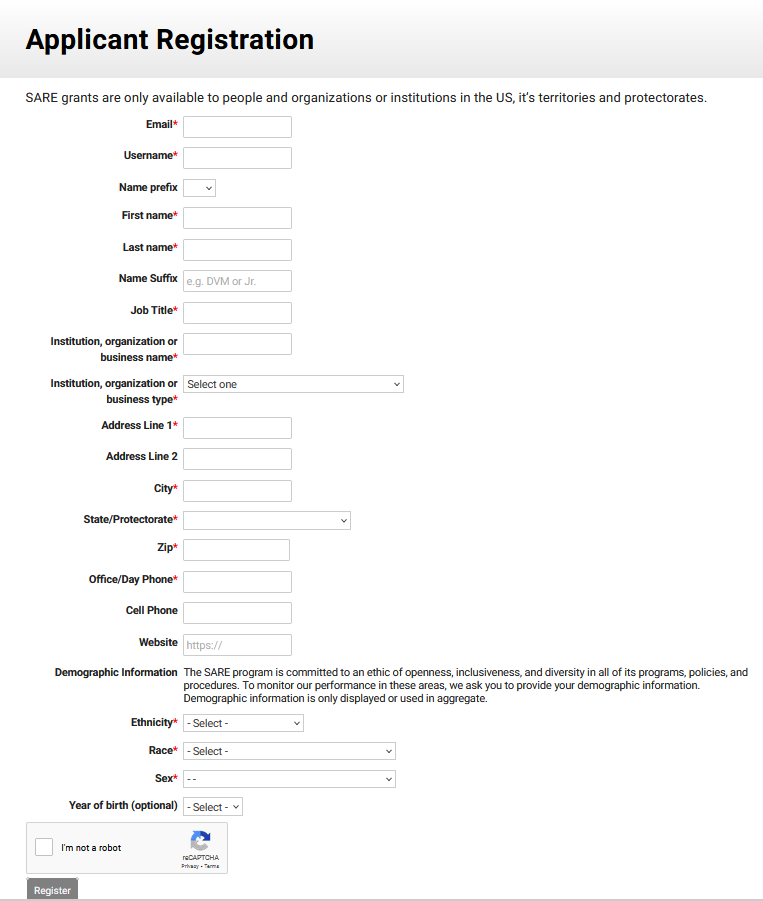 Applicant Registration
SARE grants are only available to people and organizations or institutions in the US, it's territories and protectorates.
Email*
Username*
Name prefix
First name*
Last name*
Name Suffix e.g. DVM or Jr.
Job Title*
Institution, organization or
business name*
Institution, organization or Select one
business type*
Address Line 1*
Address Line 2
City*
State/Protectorate*
Zip*
Office/Day Phone*
Cell Phone
Website https://
Demographic Information The SARE program is committed to an ethic of openness, inclusiveness, and diversity in all of its programs, policies, and
procedures. To monitor our performance in these areas, we ask you to provide your demographic information.
Demographic information is only displayed or used in aggregate.
Ethnicity* - Select -
Race* - Select -
Sex* - -
Year of birth (optional) - Select -
I'm not a robot
reCAPTCHA
Privacy - Terms
Register